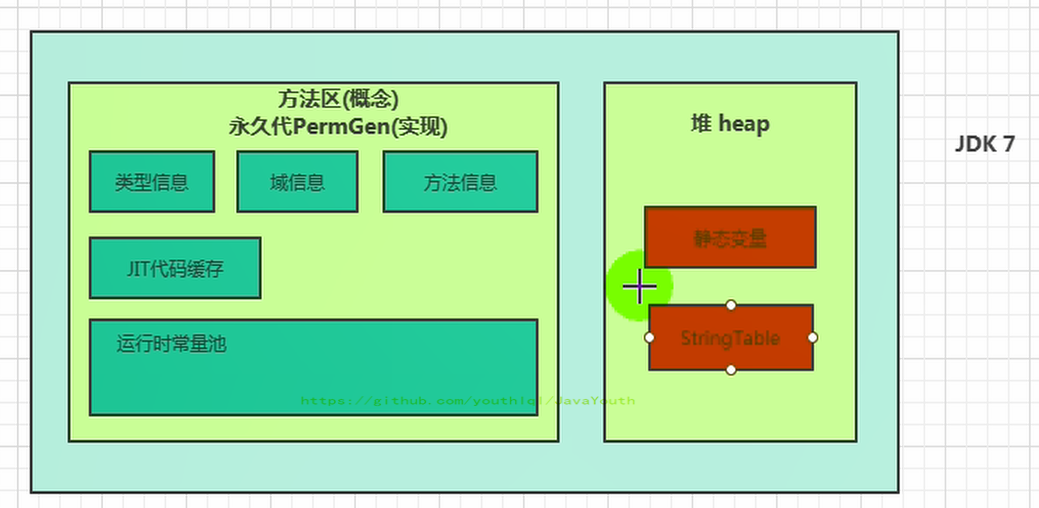 方法区(概念)
永久代PermGen(实现)
堆 heap
JDK 7
类型信息
域信息
方法信息
静态变量
JIT代码缓存
运行时常量池
StringTable
https://github.com/youthlql/JavaYouth